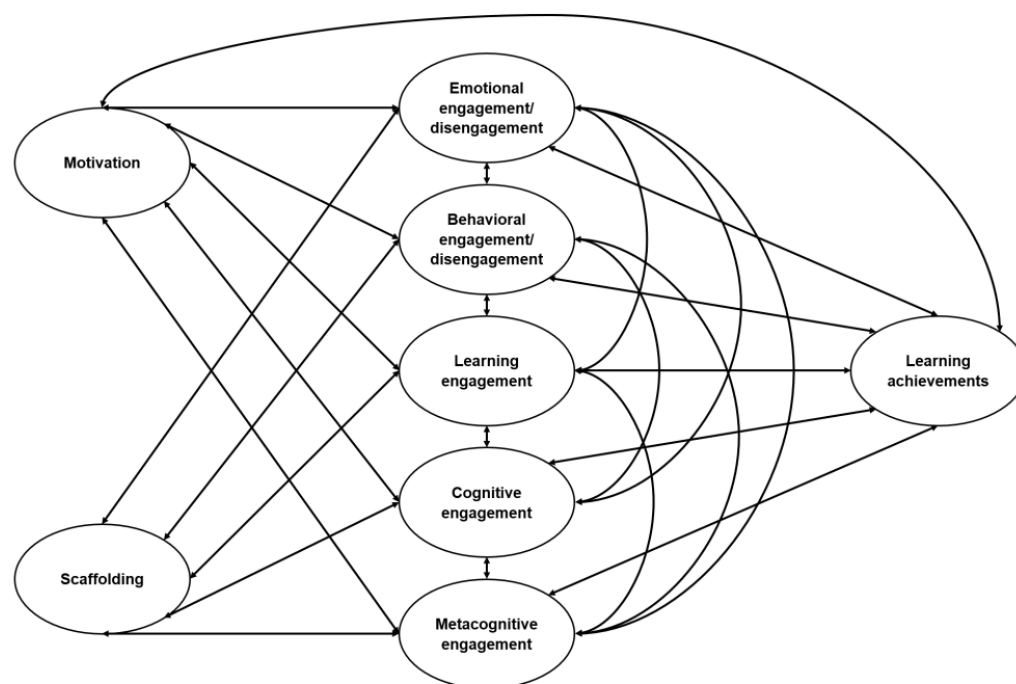 Emotional
engagement/
disengagement
Motivation
Behavioral
engagement/
disengagement
Learning
engagement
Learning
achievements
Cognitive
engagement
Scaffolding
Metacognitive
engagement